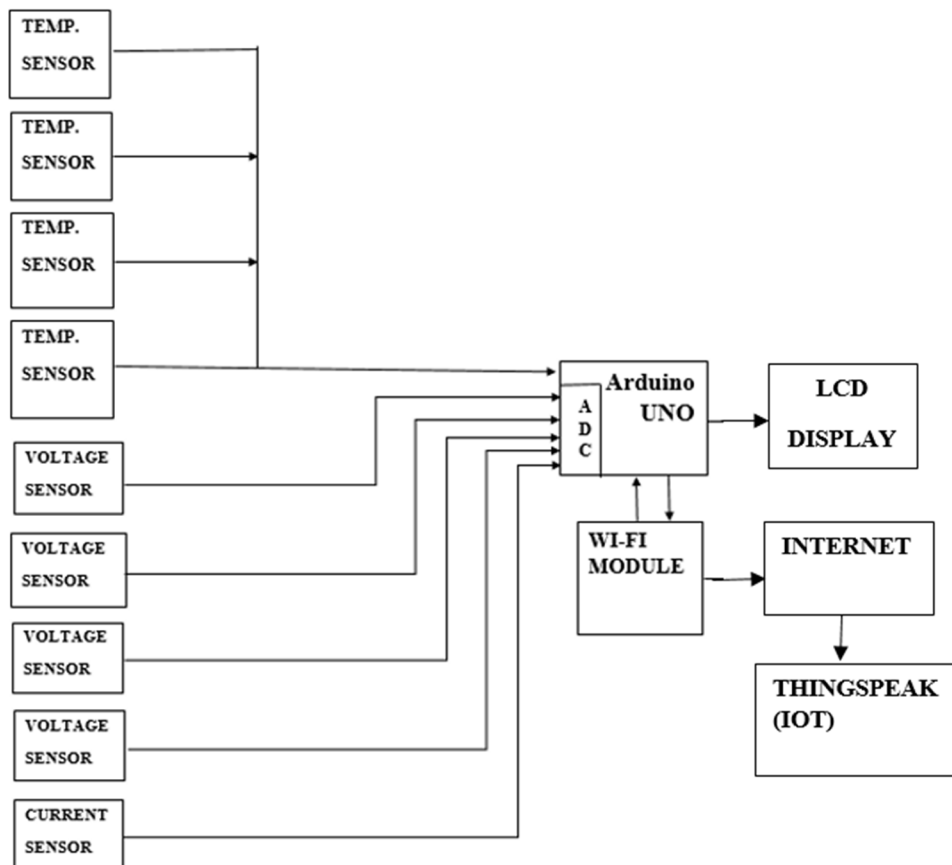 TEMP.
SENSOR
TEMP.
SENSOR
TEMP.
SENSOR
TEMP.
SENSOR
VOLTAGE
SENSOR
VOLTAGE
SENSOR
VOLTAGE
SENSOR
VOLTAGE
SENSOR
CURRENT
SENSOR
Arduino
UNO
A
D
C
LCD
DISPLAY
WI-FI
MODULE
INTERNET
THINGSPEAK
(IOT)